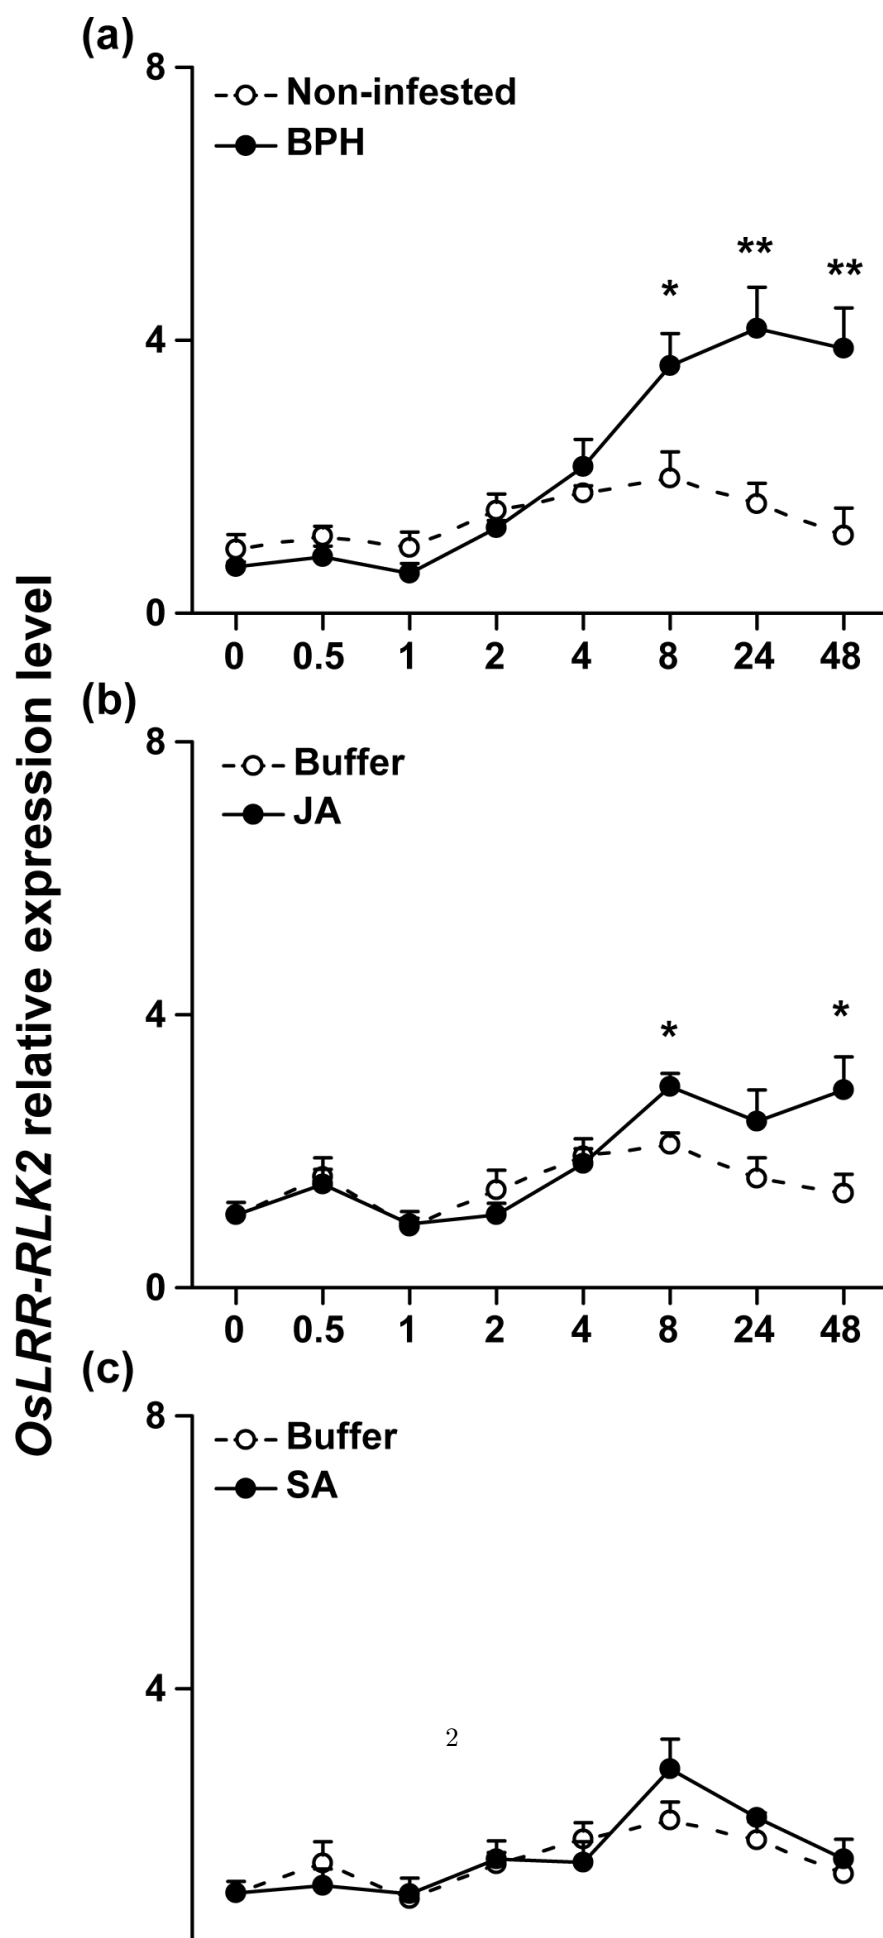 (a)
8
Non-infested
BPH
*
**
**
4
0
0 0.5 1 2 4 8 24 48
OsLRR-RLK2 relative expression level
(b)
8
Buffer
JA
4
*
*
0
0 0.5 1 2 4 8 24 48
(c)
8
Buffer
SA
4
2